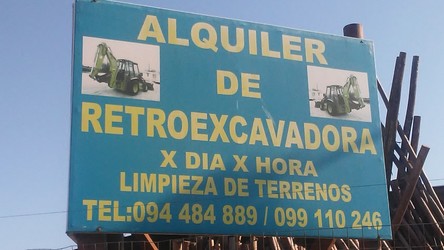 ALQUILER
DE
RETROEXCAVADORA
X DIA X HORA
LIMPIEZA DE TERRENOS
TEL:094 484 889 / 099 110 246